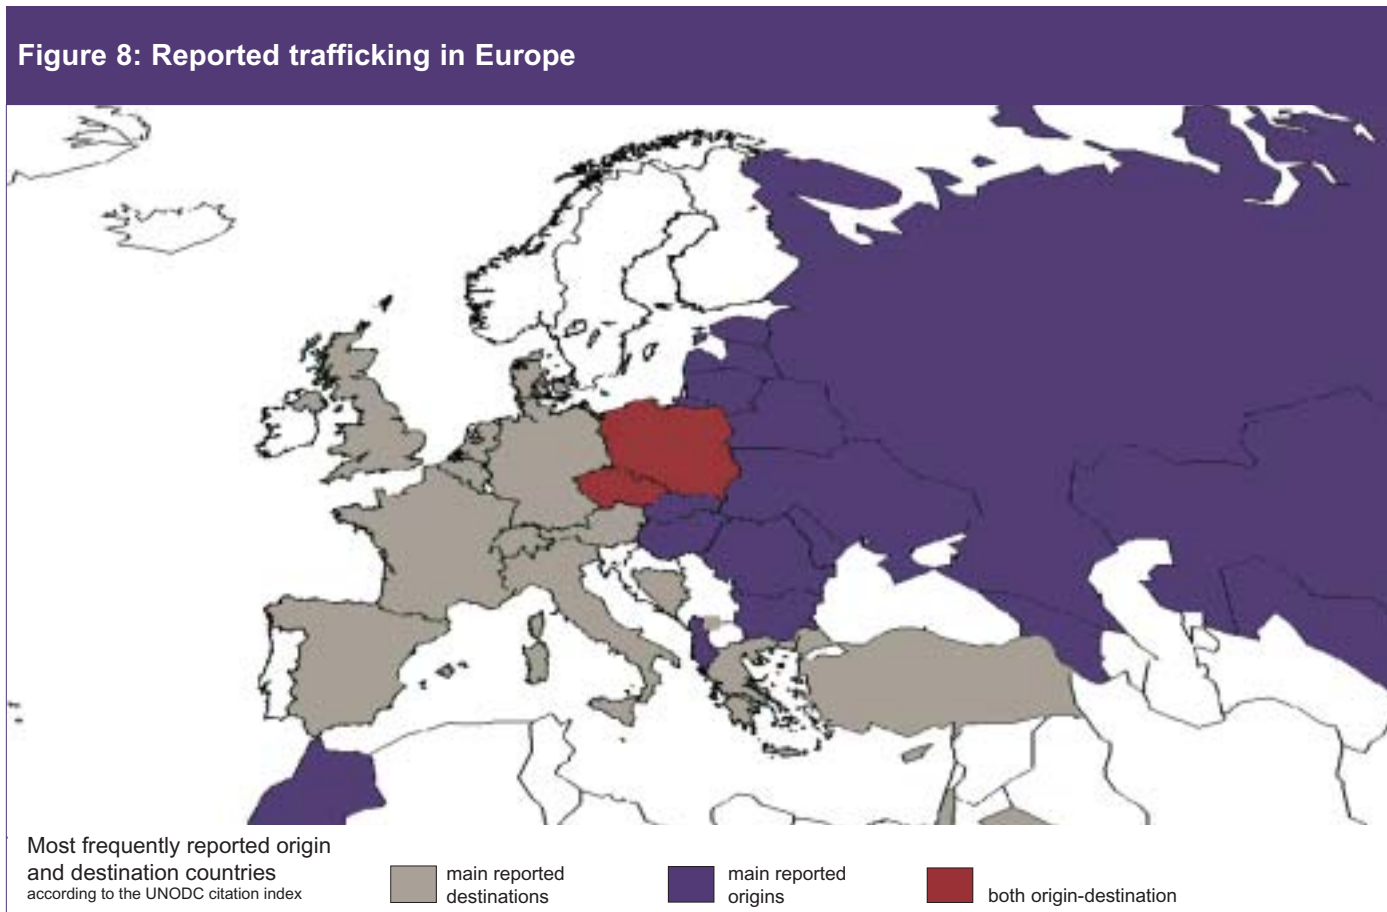 Figure 8: Reported trafficking in Europe
Most frequently reported origin
and destination countries
according to the UNODC citation index
main reported
destinations
main reported
origins
both origin-destination